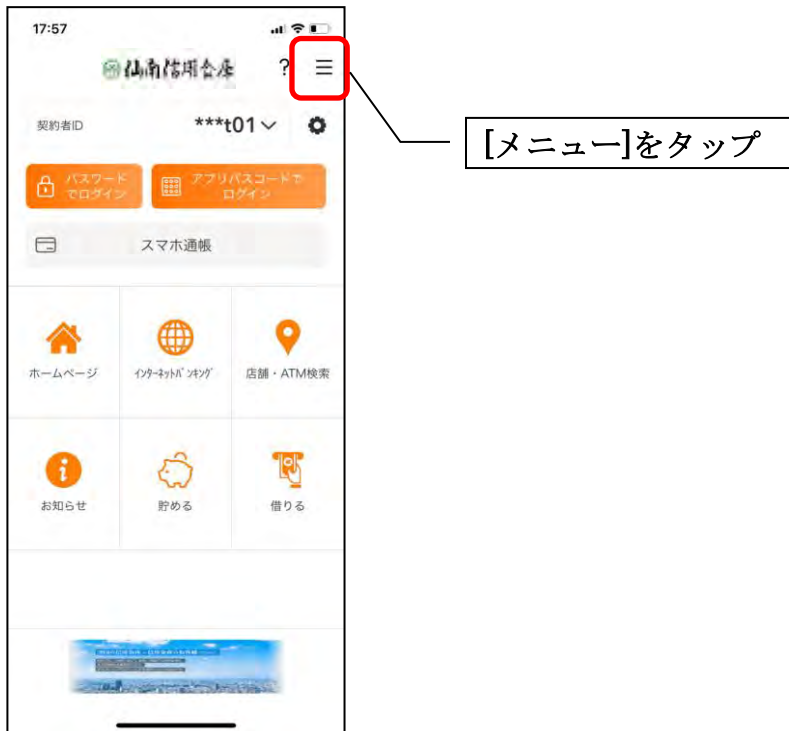 17:57
仙南信用金庫
?
契約者ID
***t01
[メニュー]をタップ
パスワード
でログイン
アプリパスコードで
ログイン
スマホ通帳
ホームページ
インターネットバンキング
店舗・ATM検索
お知らせ
貯める
借りる